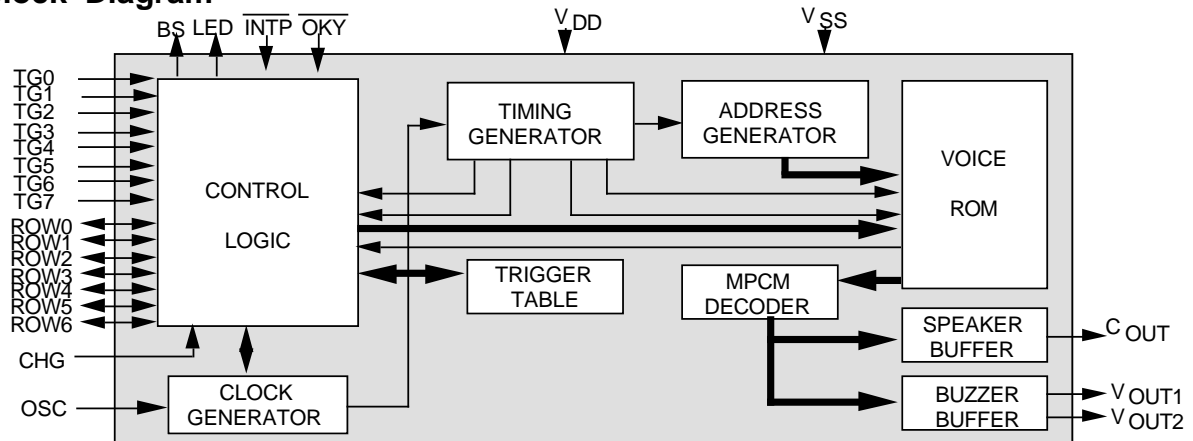 lock Diagram
BS LED INTP OKY VDD VSS
TG0
TG1
TG2
TG3
TG4
TG5
TG6
TG7
ROW0
ROW1
ROW2
ROW3
ROW4
ROW5
ROW6
CHG
OSC
CONTROL
LOGIC
TIMING
GENERATOR
ADDRESS
GENERATOR
VOICE
ROM
TRIGGER
TABLE
MPCM
DECODER
CLOCK
GENERATOR
SPEAKER
BUFFER
BUZZER
BUFFER
COUT
VOUT1
VOUT2